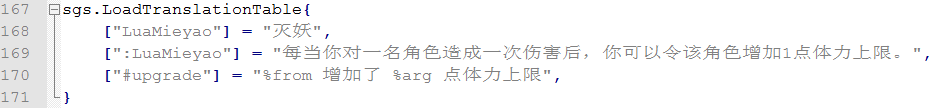 167 sgs.LoadTranslationTable{
168     ["LuaMieyao"] = "灭妖",
169     [":LuaMieyao"] = "每当你对一名角色造成一次伤害后，你可以令该角色增加1点体力上限。",
170     ["#upgrade"] = "%from 增加了 %arg 点体力上限",
171 }